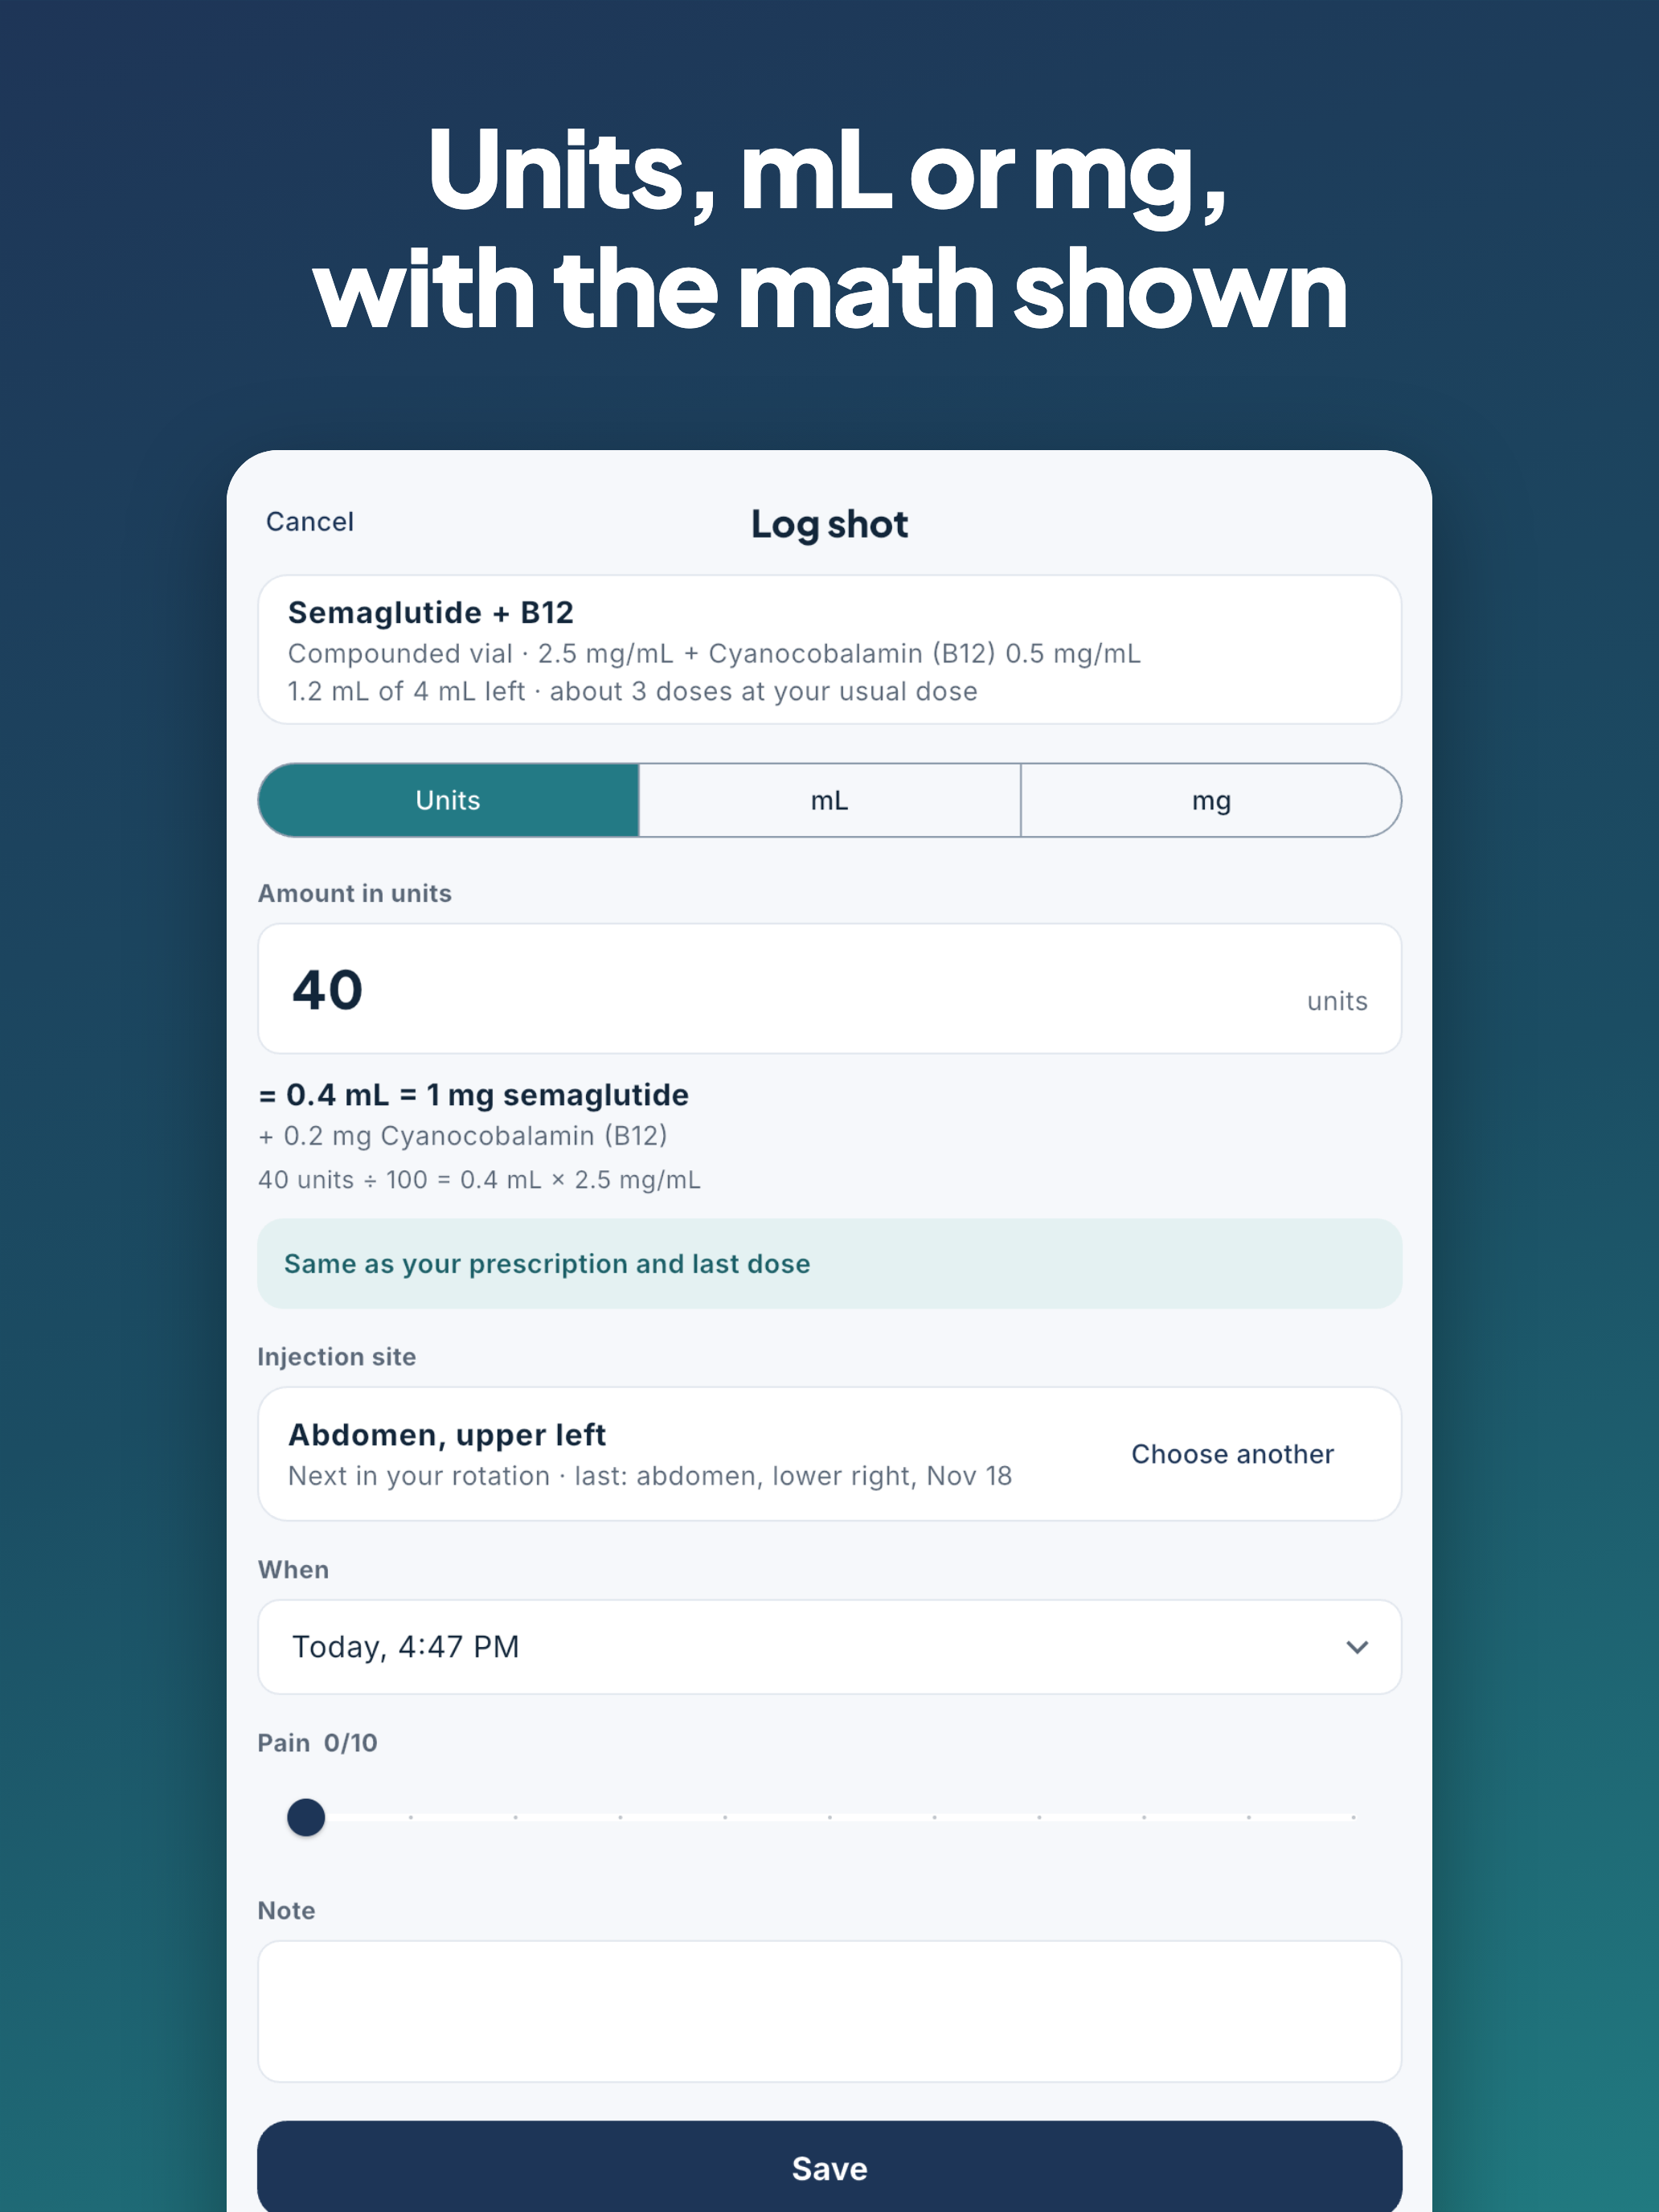 Units, mL or mg,
with the math shown
Cancel
Log shot
Semaglutide + B12
Compounded vial · 2.5 mg/mL + Cyanocobalamin (B12) 0.5 mg/mL
1.2 mL of 4 mL left · about 3 doses at your usual dose
Units
mL
mg
Amount in units
40
units
= 0.4 mL = 1 mg semaglutide
+ 0.2 mg Cyanocobalamin (B12)
40 units ÷ 100 = 0.4 mL × 2.5 mg/mL
Same as your prescription and last dose
Injection site
Abdomen, upper left
Next in your rotation · last: abdomen, lower right, Nov 18
Choose another
When
Today, 4:47 PM
Pain 0/10
Note
Save